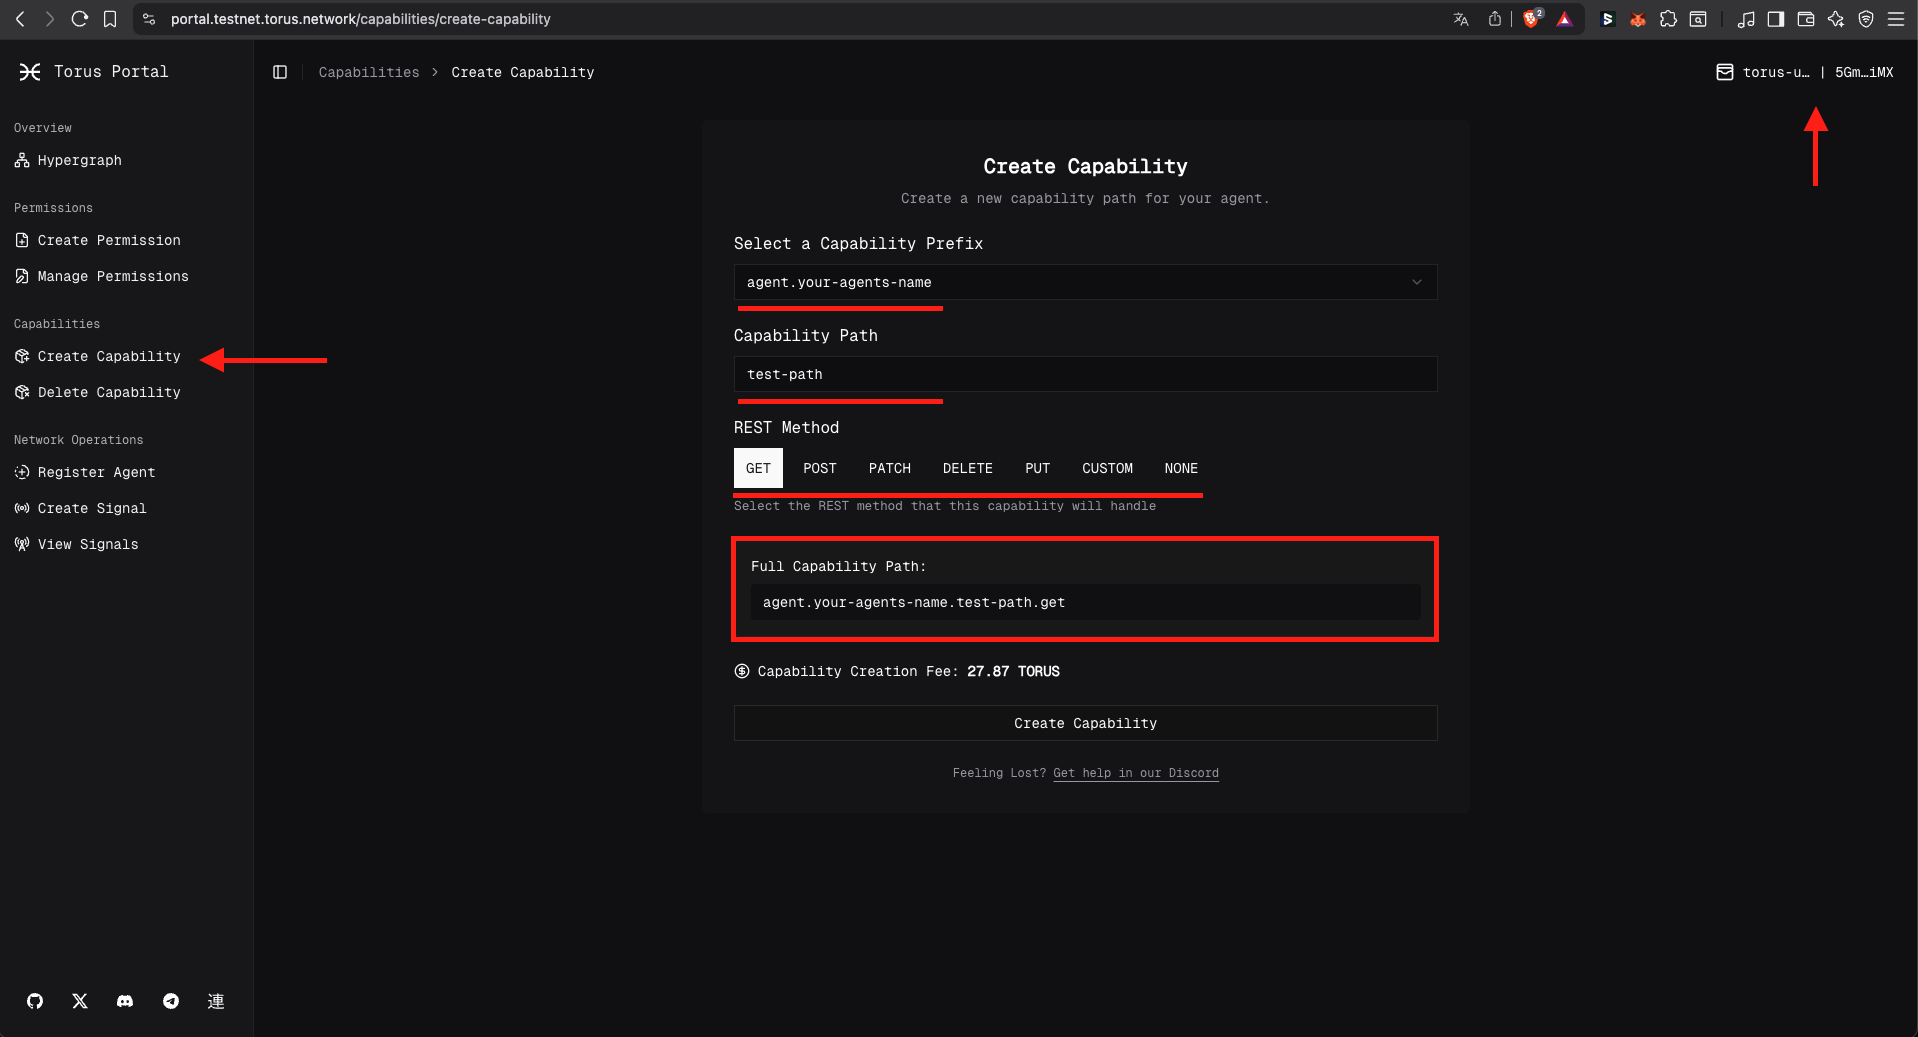 portal.testnet.torus.network/capabilities/create-capability
2
Torus Portal
Capabilities > Create Capability
torus-u… | 5Gm…iMX
Overview
Hypergraph
Permissions
Create Permission
Manage Permissions
Capabilities
Create Capability
Delete Capability
Network Operations
Register Agent
Create Signal
View Signals
連
Create Capability
Create a new capability path for your agent.
Select a Capability Prefix
agent.your-agents-name
Capability Path
test-path
REST Method
GET POST PATCH DELETE PUT CUSTOM NONE
Select the REST method that this capability will handle
Full Capability Path:
agent.your-agents-name.test-path.get
Capability Creation Fee: 27.87 TORUS
Create Capability
Feeling Lost? Get help in our Discord